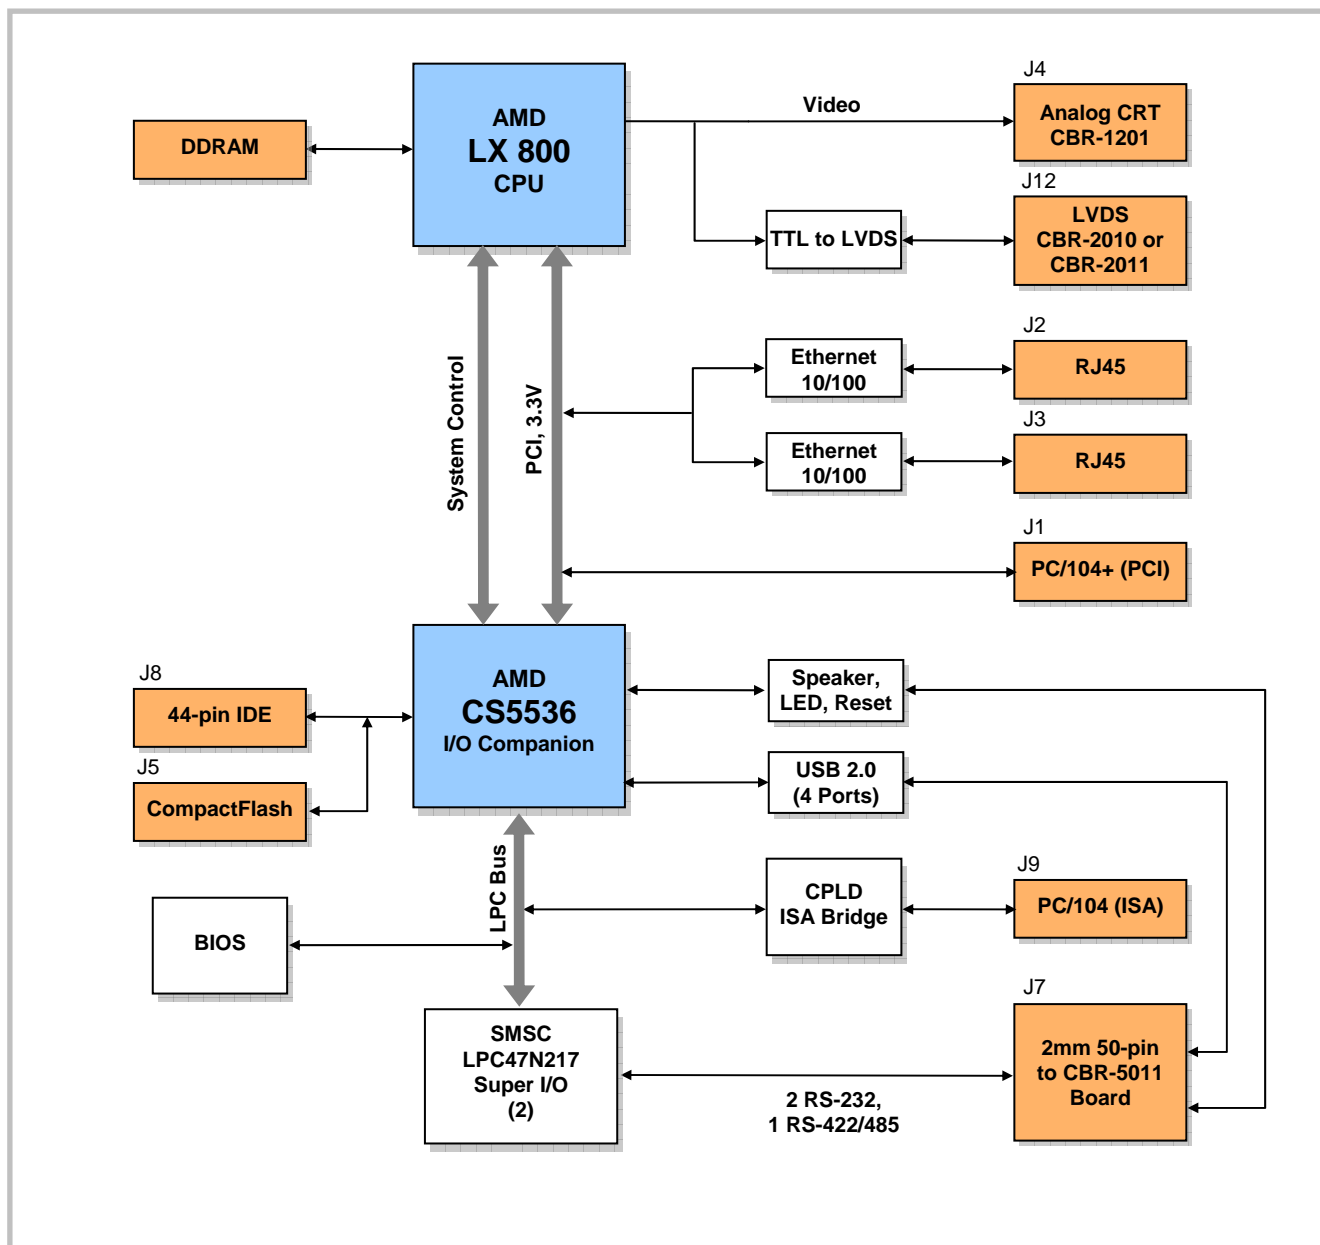 AMD
LX 800
CPU
DDRAM
Video
J4
Analog CRT
CBR-1201
J12
LVDS
CBR-2010 or
CBR-2011
TTL to LVDS
System Control
PCI, 3.3V
Ethernet
10/100
J2
RJ45
Ethernet
10/100
J3
RJ45
J1
PC/104+ (PCI)
AMD
CS5536
I/O Companion
J8
44-pin IDE
J5
CompactFlash
Speaker,
LED, Reset
USB 2.0
(4 Ports)
LPC Bus
CPLD
ISA Bridge
J9
PC/104 (ISA)
BIOS
SMSC
LPC47N217
Super I/O
(2)
2 RS-232,
1 RS-422/485
J7
2mm 50-pin
to CBR-5011
Board